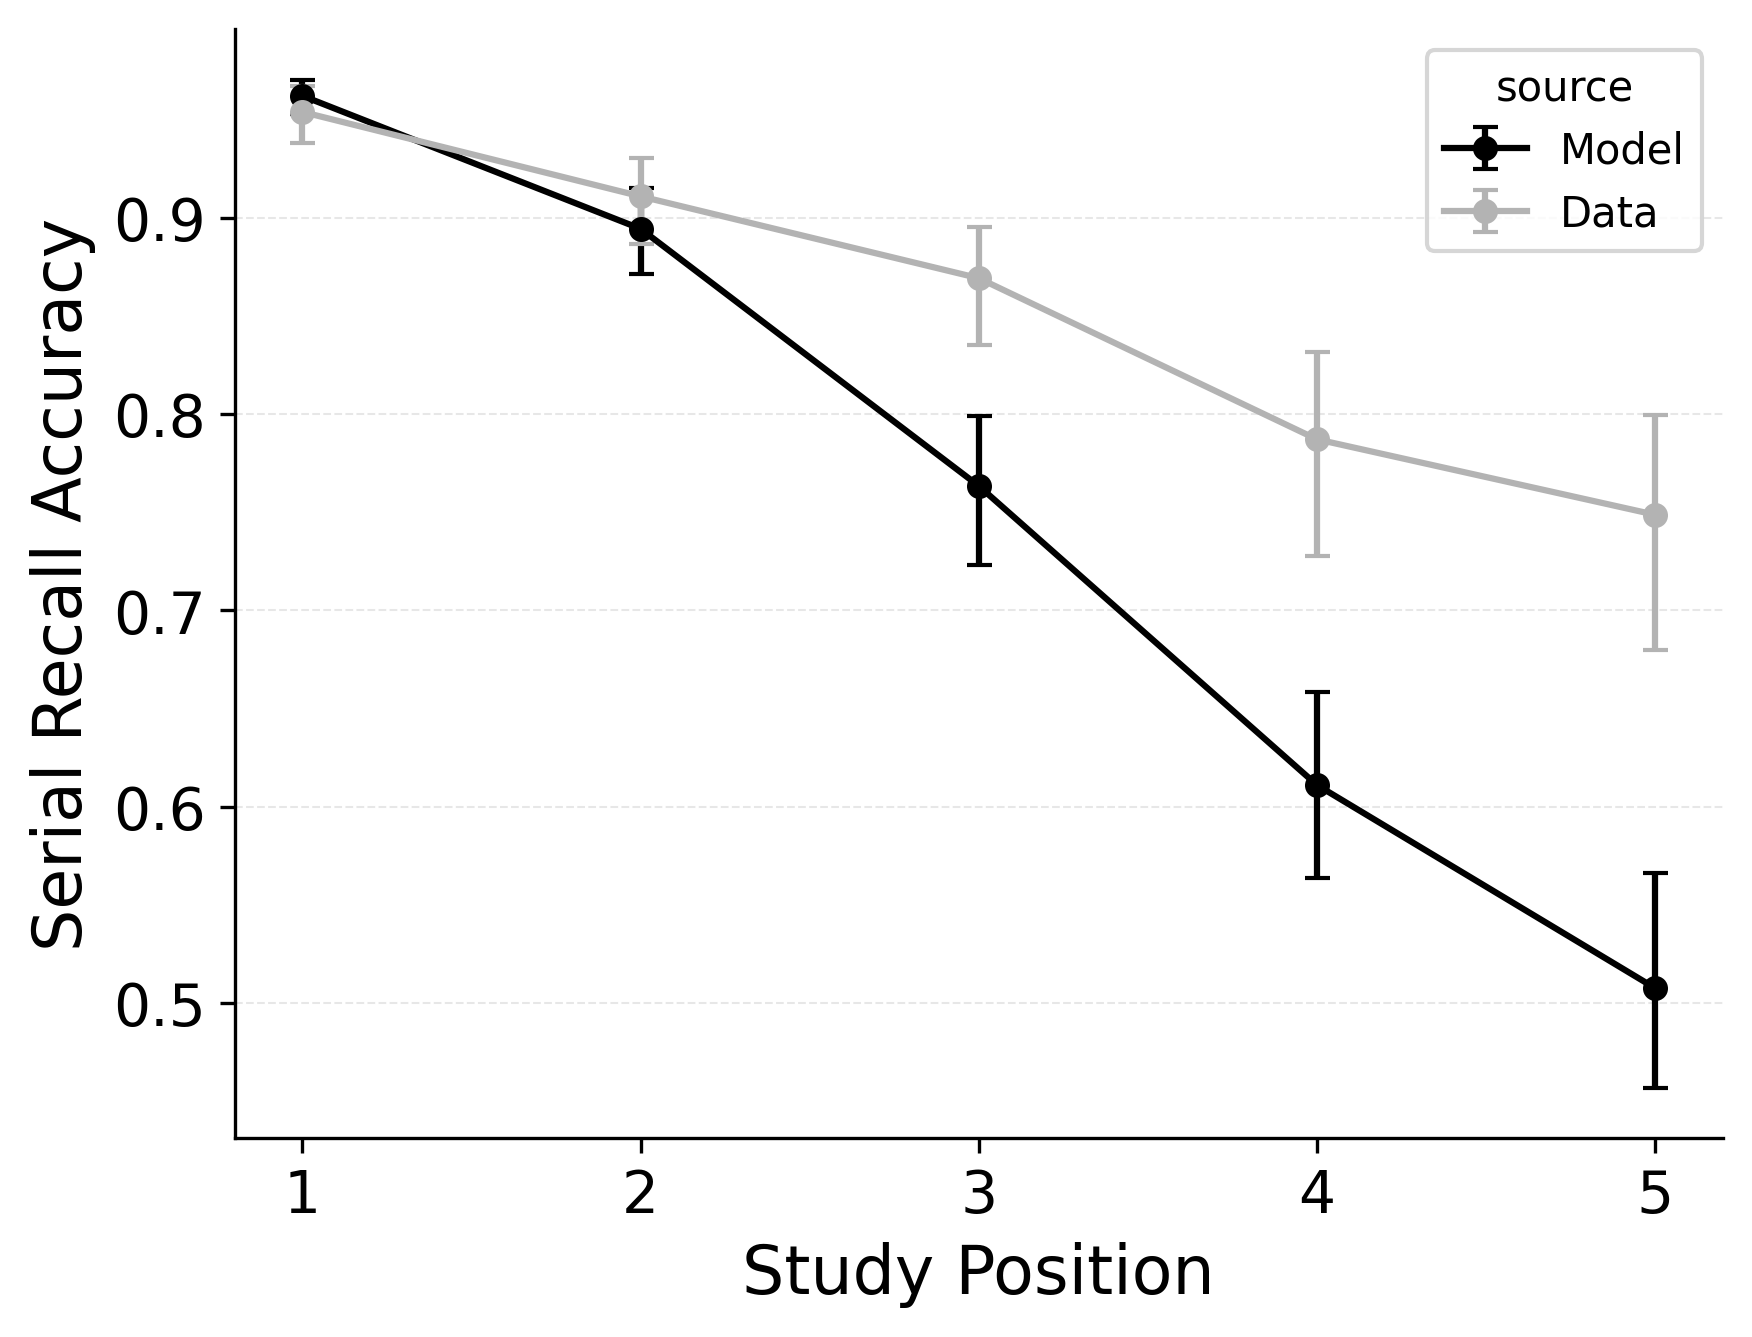 source
Model
Data
Serial Recall Accuracy
0.9
0.8
0.7
0.6
0.5
1 2 3 4 5
Study Position